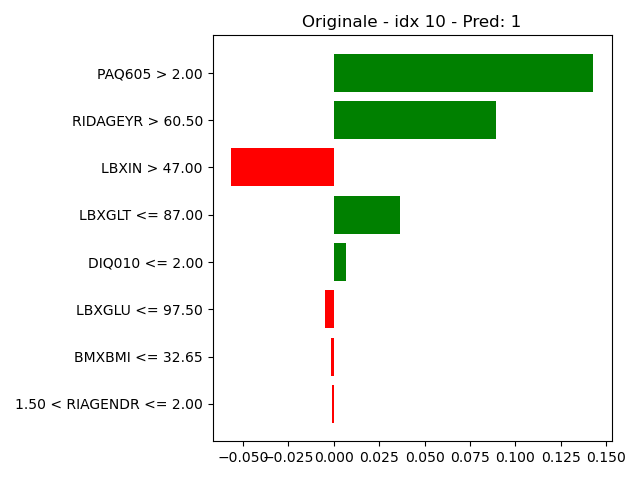 Originale - idx 10 - Pred: 1
PAQ605 > 2.00
RIDAGEYR > 60.50
LBXIN > 47.00
LBXGLT <= 87.00
DIQ010 <= 2.00
LBXGLU <= 97.50
BMXBMI <= 32.65
1.50 < RIAGENDR <= 2.00
−0.050 −0.025 0.000 0.025 0.050 0.075 0.100 0.125 0.150